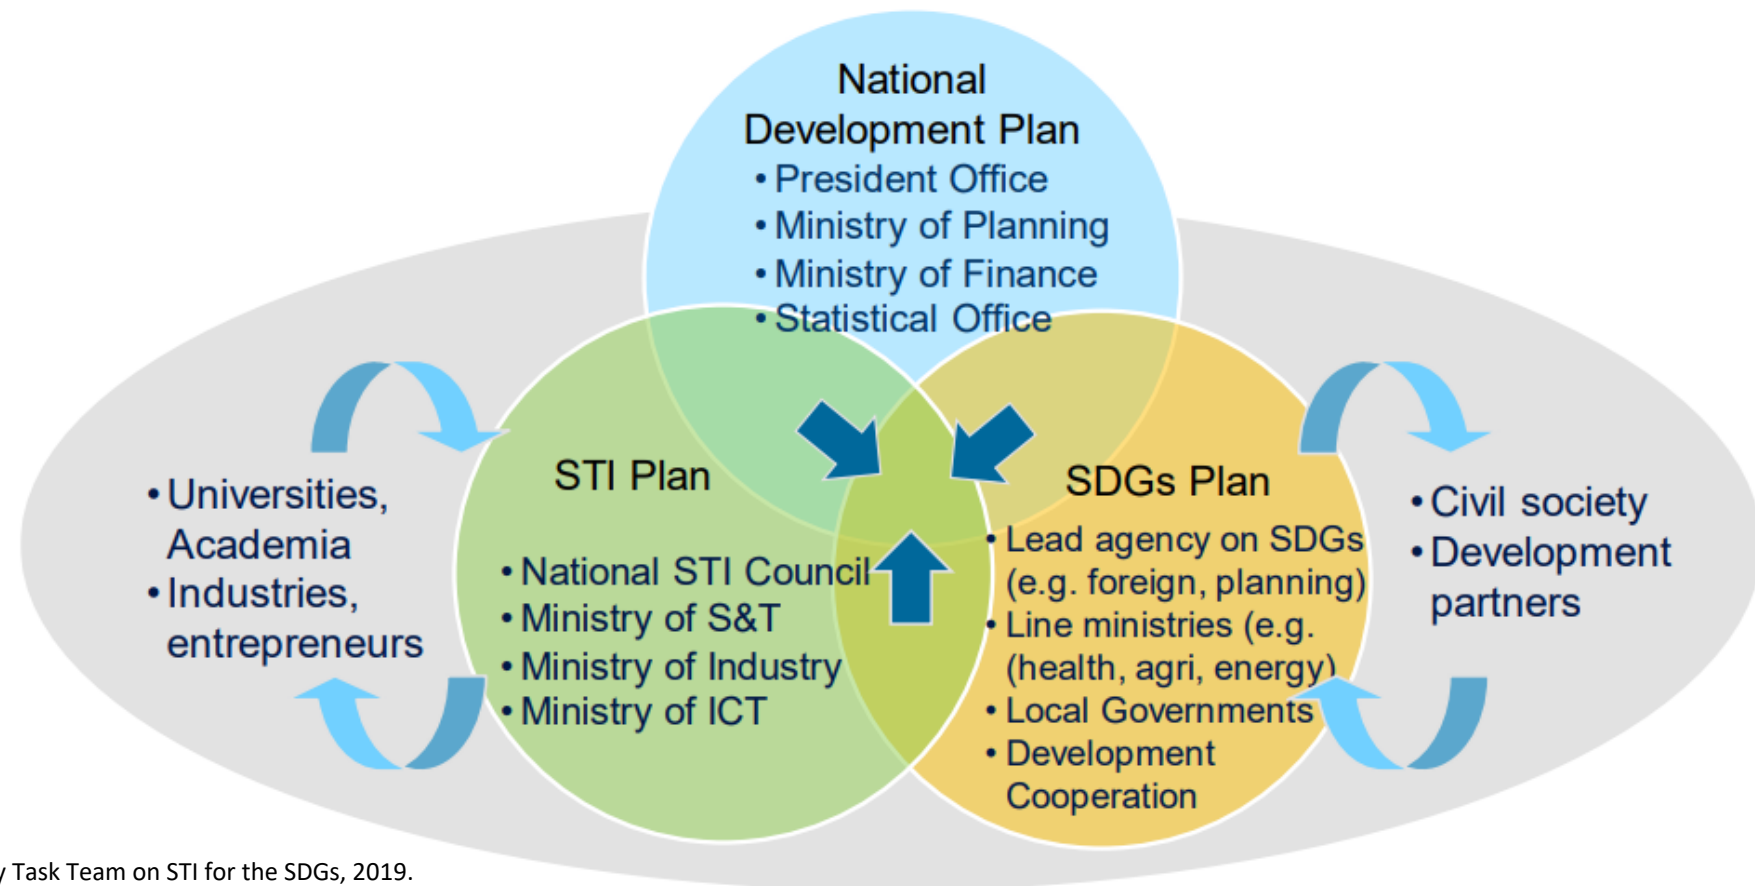 National
Development Plan
• President Office
• Ministry of Planning
• Ministry of Finance
• Statistical Office
STI Plan
• National STI Council
• Ministry of S&T
• Ministry of Industry
• Ministry of ICT
SDGs Plan
• Lead agency on SDGs
(e.g. foreign, planning)
• Line ministries (e.g.
(health, agri, energy)
• Local Governments
• Development
Cooperation
• Universities,
Academia
• Industries,
entrepreneurs
• Civil society
• Development
partners
Task Team on STI for the SDGs, 2019.